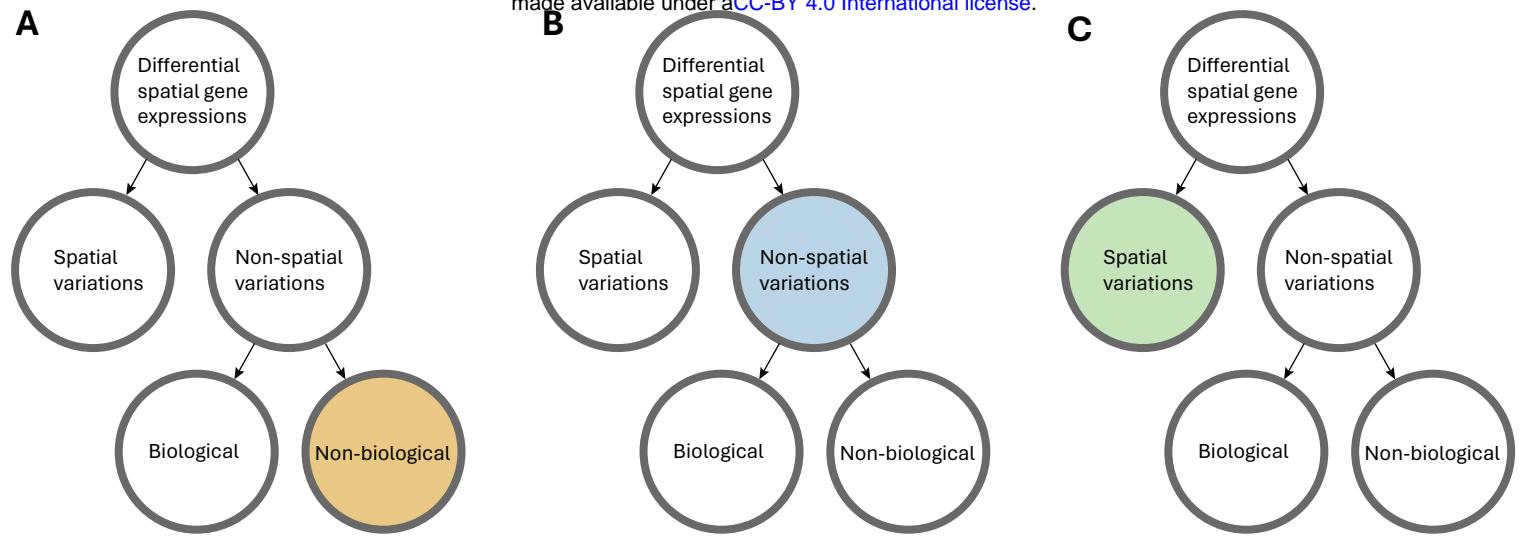 made available under aCC-BY 4.0 International license.
A
Differential
spatial gene
expressions
Spatial
variations
Non-spatial
variations
Biological
Non-biological
B
Differential
spatial gene
expressions
Spatial
variations
Non-spatial
variations
Biological
Non-biological
C
Differential
spatial gene
expressions
Spatial
variations
Non-spatial
variations
Biological
Non-biological